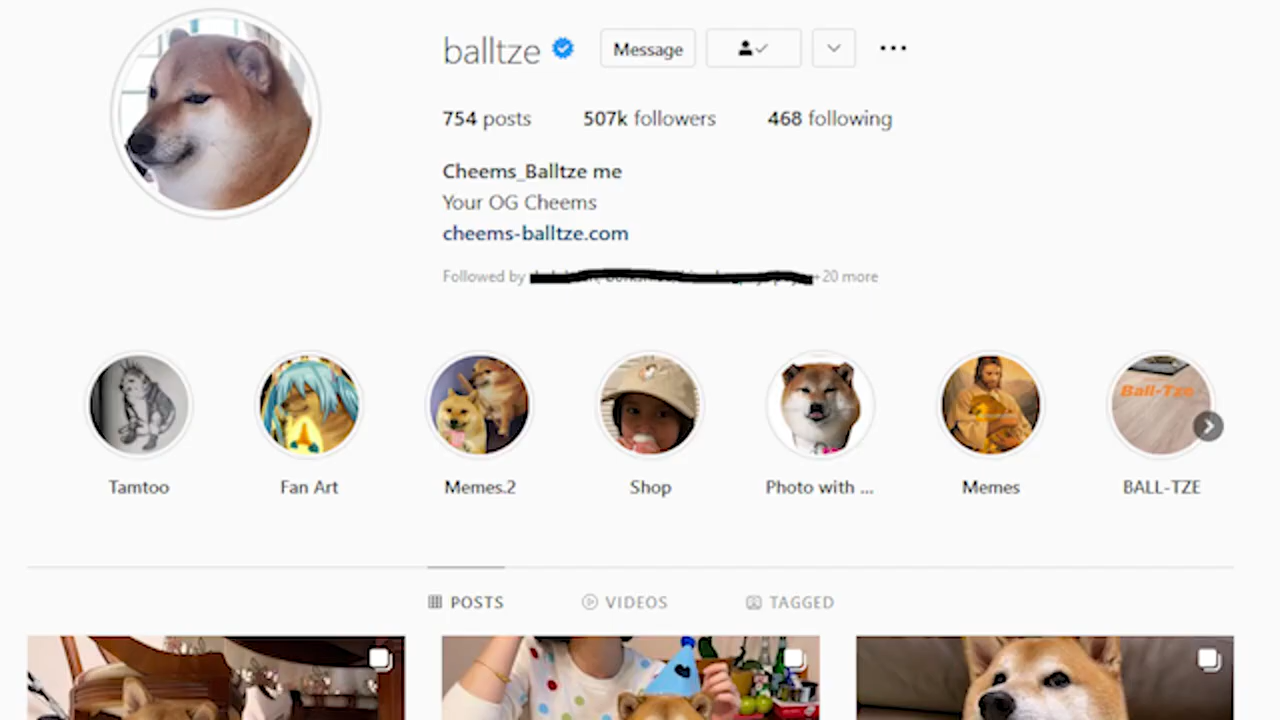 balltze Message
754 posts 507k followers 468 following
Cheems_Balltze me
Your OG Cheems
cheems-balltze.com
Followed by +20 more
Ball-Tze
Tamtoo Fan Art Memes.2 Shop Photo with ... Memes BALL-TZE
POSTS VIDEOS TAGGED